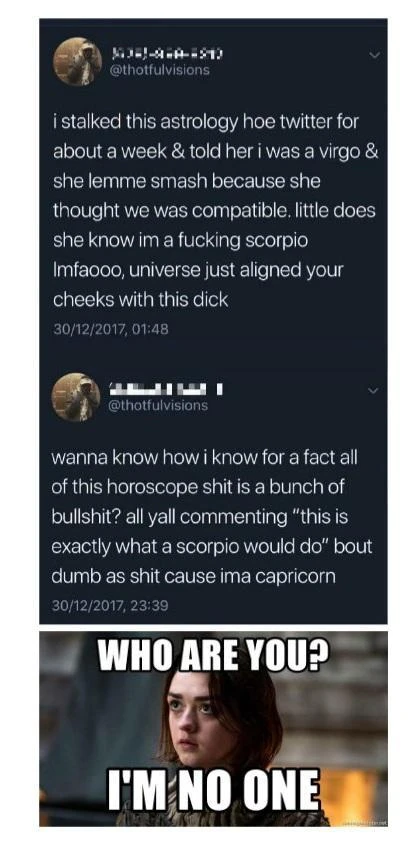 @thotfulvisions
i stalked this astrology hoe twitter for
about a week & told her i was a virgo &
she lemme smash because she
thought we was compatible. little does
she know im a fucking scorpio
lmfaooo, universe just aligned your
cheeks with this dick
30/12/2017, 01:48
@thotfulvisions
wanna know how i know for a fact all
of this horoscope shit is a bunch of
bullshit? all yall commenting "this is
exactly what a scorpio would do" bout
dumb as shit cause ima capricorn
30/12/2017, 23:39
WHO ARE YOU?
I'M NO ONE